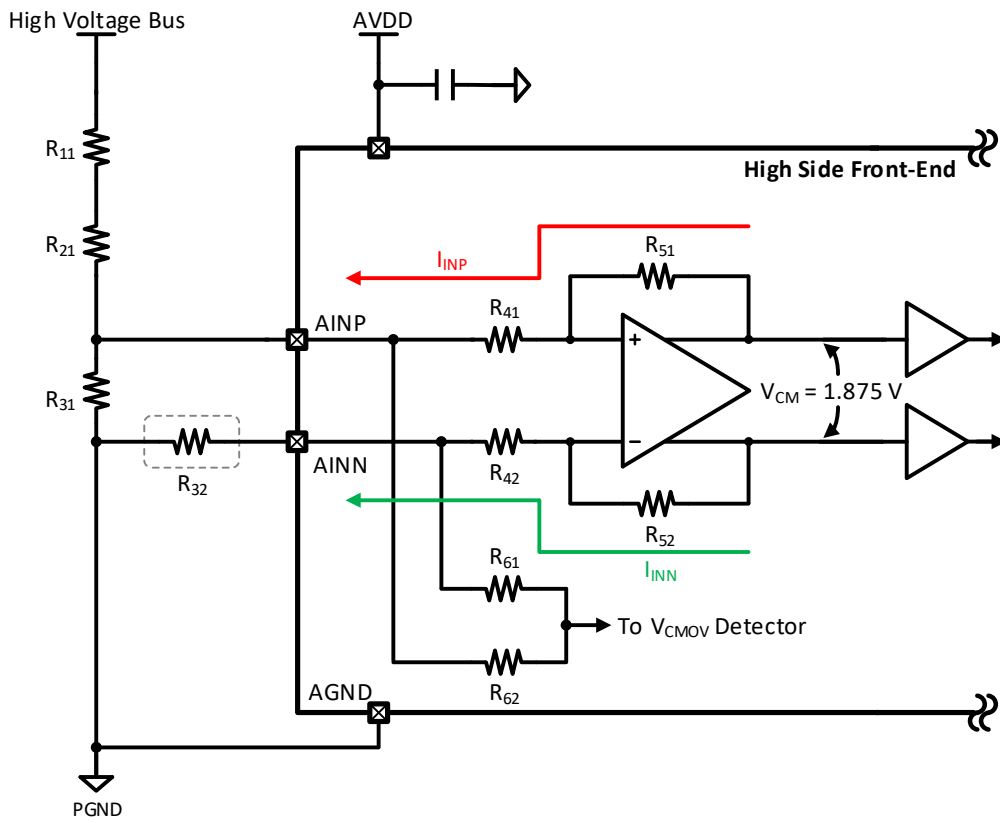 High Voltage Bus
AVDD
R11
High Side Front-End
R21
IINP
R51
AINP
R41
+
R31
VCM = 1.875 V
AINN
R42
−
R32
R52
R61
IINN
To VCMOV Detector
R62
AGND
PGND